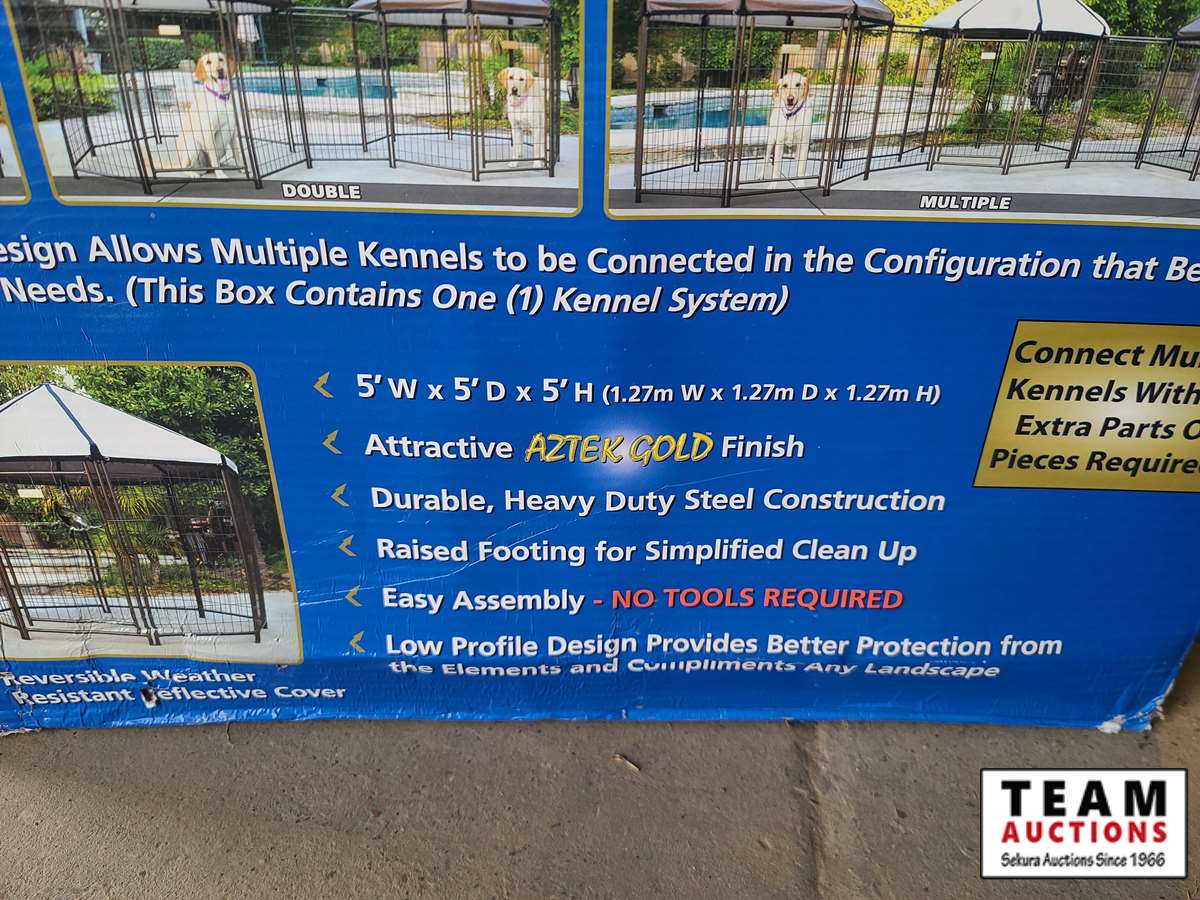 DOUBLE
MULTIPLE
esign Allows Multiple Kennels to be Connected in the Configuration that Be
Needs. (This Box Contains One (1) Kennel System)
Connect Mu
Kennels With
Extra Parts O
Pieces Require
5' W x 5' D x 5' H (1.27m W x 1.27m D x 1.27m H)
Attractive AZTEK GOLD™ Finish
Durable, Heavy Duty Steel Construction
Raised Footing for Simplified Clean Up
Easy Assembly - NO TOOLS REQUIRED
Low Profile Design Provides Better Protection from
the Elements and Compliments Any Landscape
Reversible Weather
Resistant Reflective Cover
TEAM
AUCTIONS
Sekura Auctions Since 1966